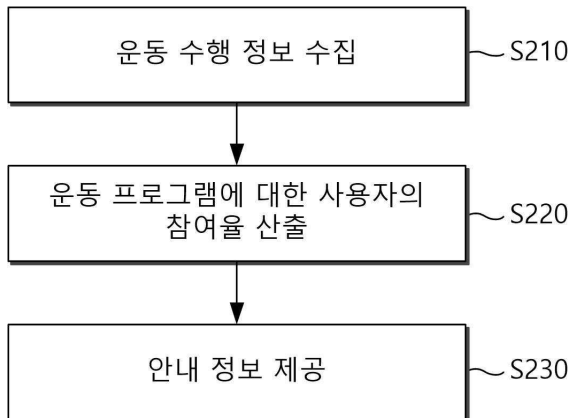 운동 수행 정보 수집
S210
운동 프로그램에 대한 사용자의
참여율 산출
S220
안내 정보 제공
S230